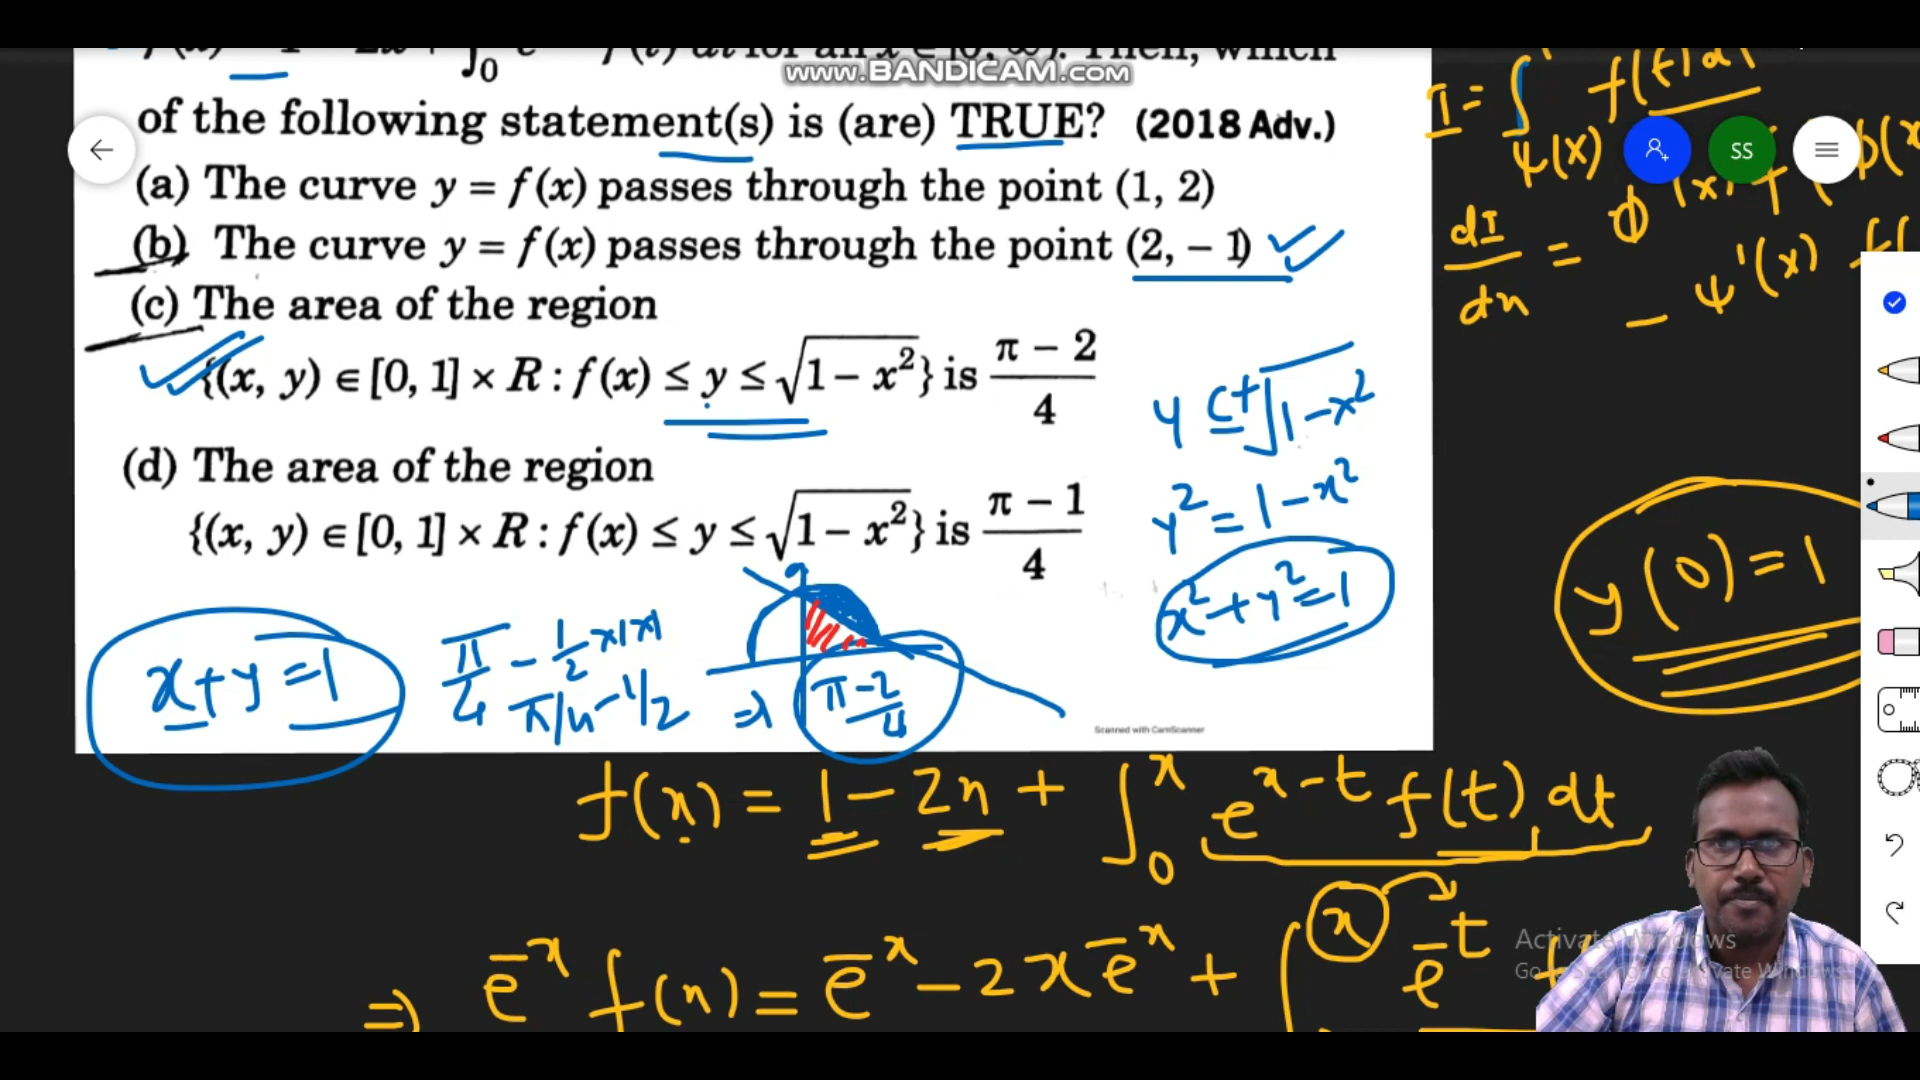 www.BANDICAM.com
of the following statement(s) is (are) TRUE? (2018 Adv.)
(a) The curve y = f(x) passes through the point (1, 2)
(b) The curve y = f(x) passes through the point (2, − 1)
(c) The area of the region
{(x, y) ∈ [0, 1] × R : f(x) ≤ y ≤ √1 − x²} is π − 2 / 4
(d) The area of the region
{(x, y) ∈ [0, 1] × R : f(x) ≤ y ≤ √1 − x²} is π − 1 / 4
y ≤ + √1 − x²
y² = 1 − x²
x² + y² = 1
x + y = 1
π/4 − 1/2 × 1 × 1
π/4 − 1/2 ⇒ π − 2 / 4
Scanned with CamScanner
SS
dI/dx =
− ψ'(x)
y(0) = 1
f(x) = 1 − 2x + ∫₀ˣ e^(x−t) f(t) dt
⇒ e^(−x) f(x) = e^(−x) − 2x e^(−x) +
x
e^(−t)
Activate Windows